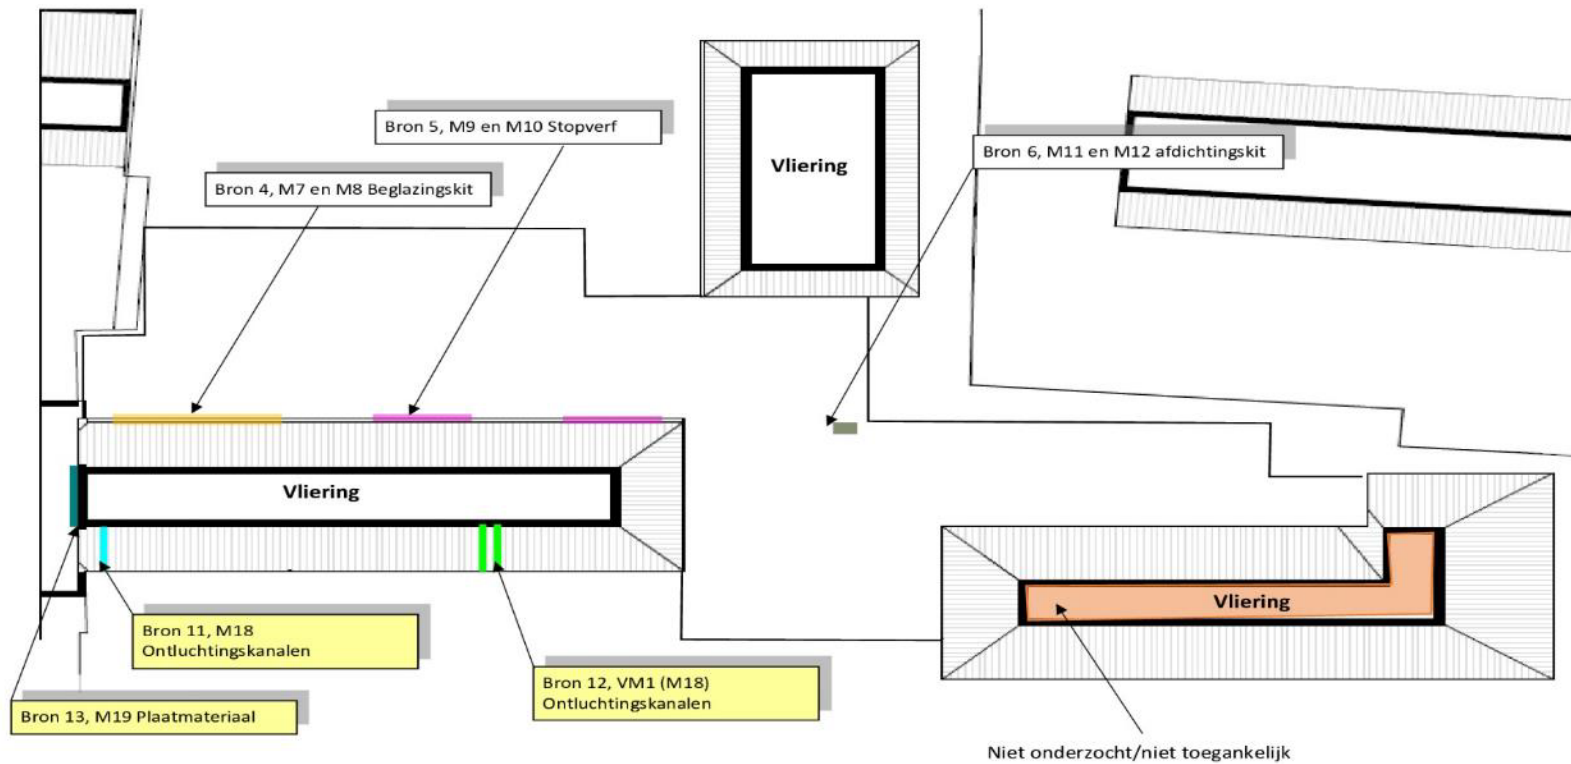 Bron 5, M9 en M10 Stopverf
Vliering
Bron 6, M11 en M12 afdichtingskit
Bron 4, M7 en M8 Beglazingskit
Vliering
Vliering
Bron 11, M18
Ontluchtingskanalen
Bron 12, VM1 (M18)
Ontluchtingskanalen
Bron 13, M19 Plaatmateriaal
Niet onderzocht/niet toegankelijk